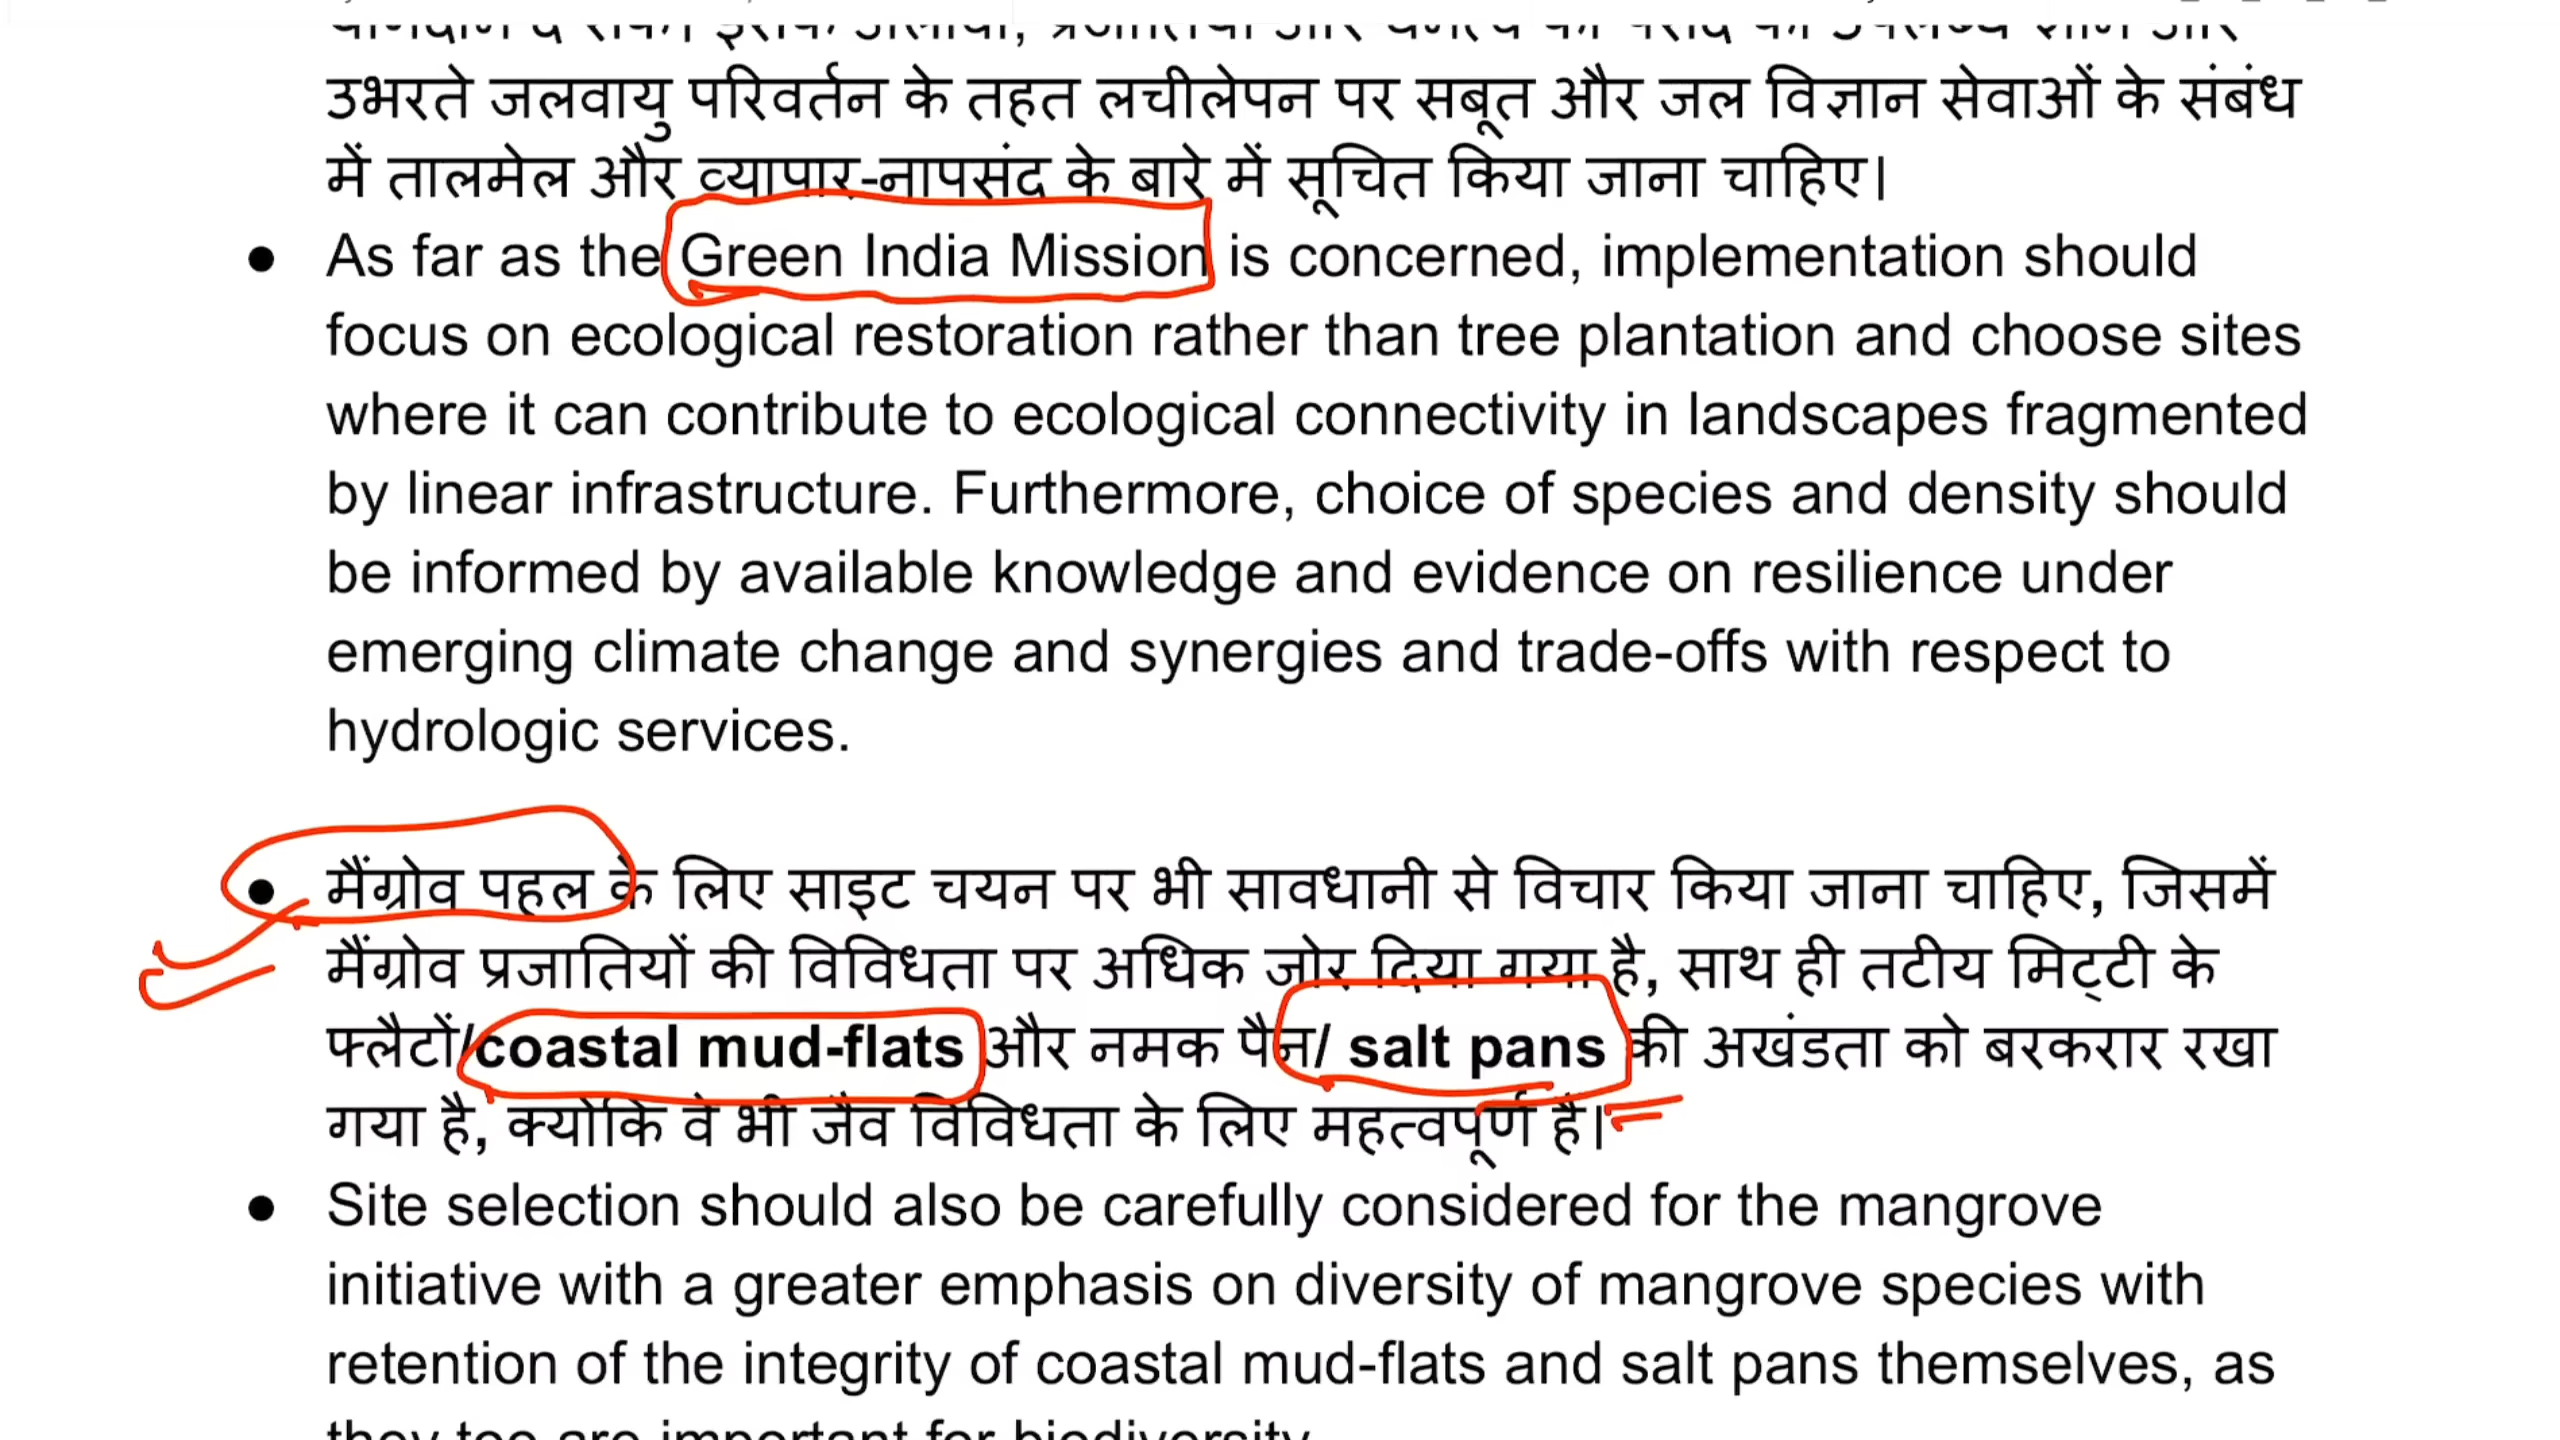 उभरते जलवायु परिवर्तन के तहत लचीलेपन पर सबूत और जल विज्ञान सेवाओं के संबंध
में तालमेल और व्यापार-नापसंद के बारे में सूचित किया जाना चाहिए।
● As far as the Green India Mission is concerned, implementation should
focus on ecological restoration rather than tree plantation and choose sites
where it can contribute to ecological connectivity in landscapes fragmented
by linear infrastructure. Furthermore, choice of species and density should
be informed by available knowledge and evidence on resilience under
emerging climate change and synergies and trade-offs with respect to
hydrologic services.
● मैंग्रोव पहल के लिए साइट चयन पर भी सावधानी से विचार किया जाना चाहिए, जिसमें
मैंग्रोव प्रजातियों की विविधता पर अधिक जोर दिया गया है, साथ ही तटीय मिट्टी के
फ्लैटों/coastal mud-flats और नमक पैन/ salt pans की अखंडता को बरकरार रखा
गया है, क्योंकि वे भी जैव विविधता के लिए महत्वपूर्ण हैं।
● Site selection should also be carefully considered for the mangrove
initiative with a greater emphasis on diversity of mangrove species with
retention of the integrity of coastal mud-flats and salt pans themselves, as
they too are important for biodiversity.